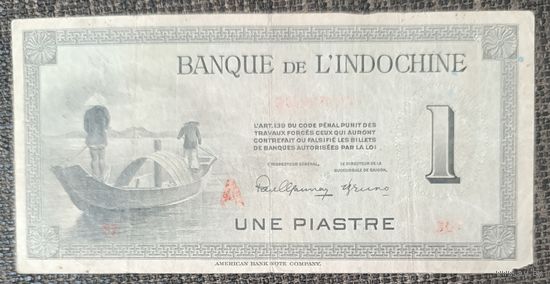 BANQUE DE L'INDOCHINE
L'ART. 139 DU CODE PÉNAL PUNIT DES
TRAVAUX FORCÉS CEUX QUI AURONT
CONTREFAIT OU FALSIFIÉ LES BILLETS
DE BANQUES AUTORISÉES PAR LA LOI
LE DIRECTEUR GÉNÉRAL,
LE DIRECTEUR DE LA
SUCCURSALE DE SAIGON,
1
A
UNE PIASTRE
AMERICAN BANK NOTE COMPANY.